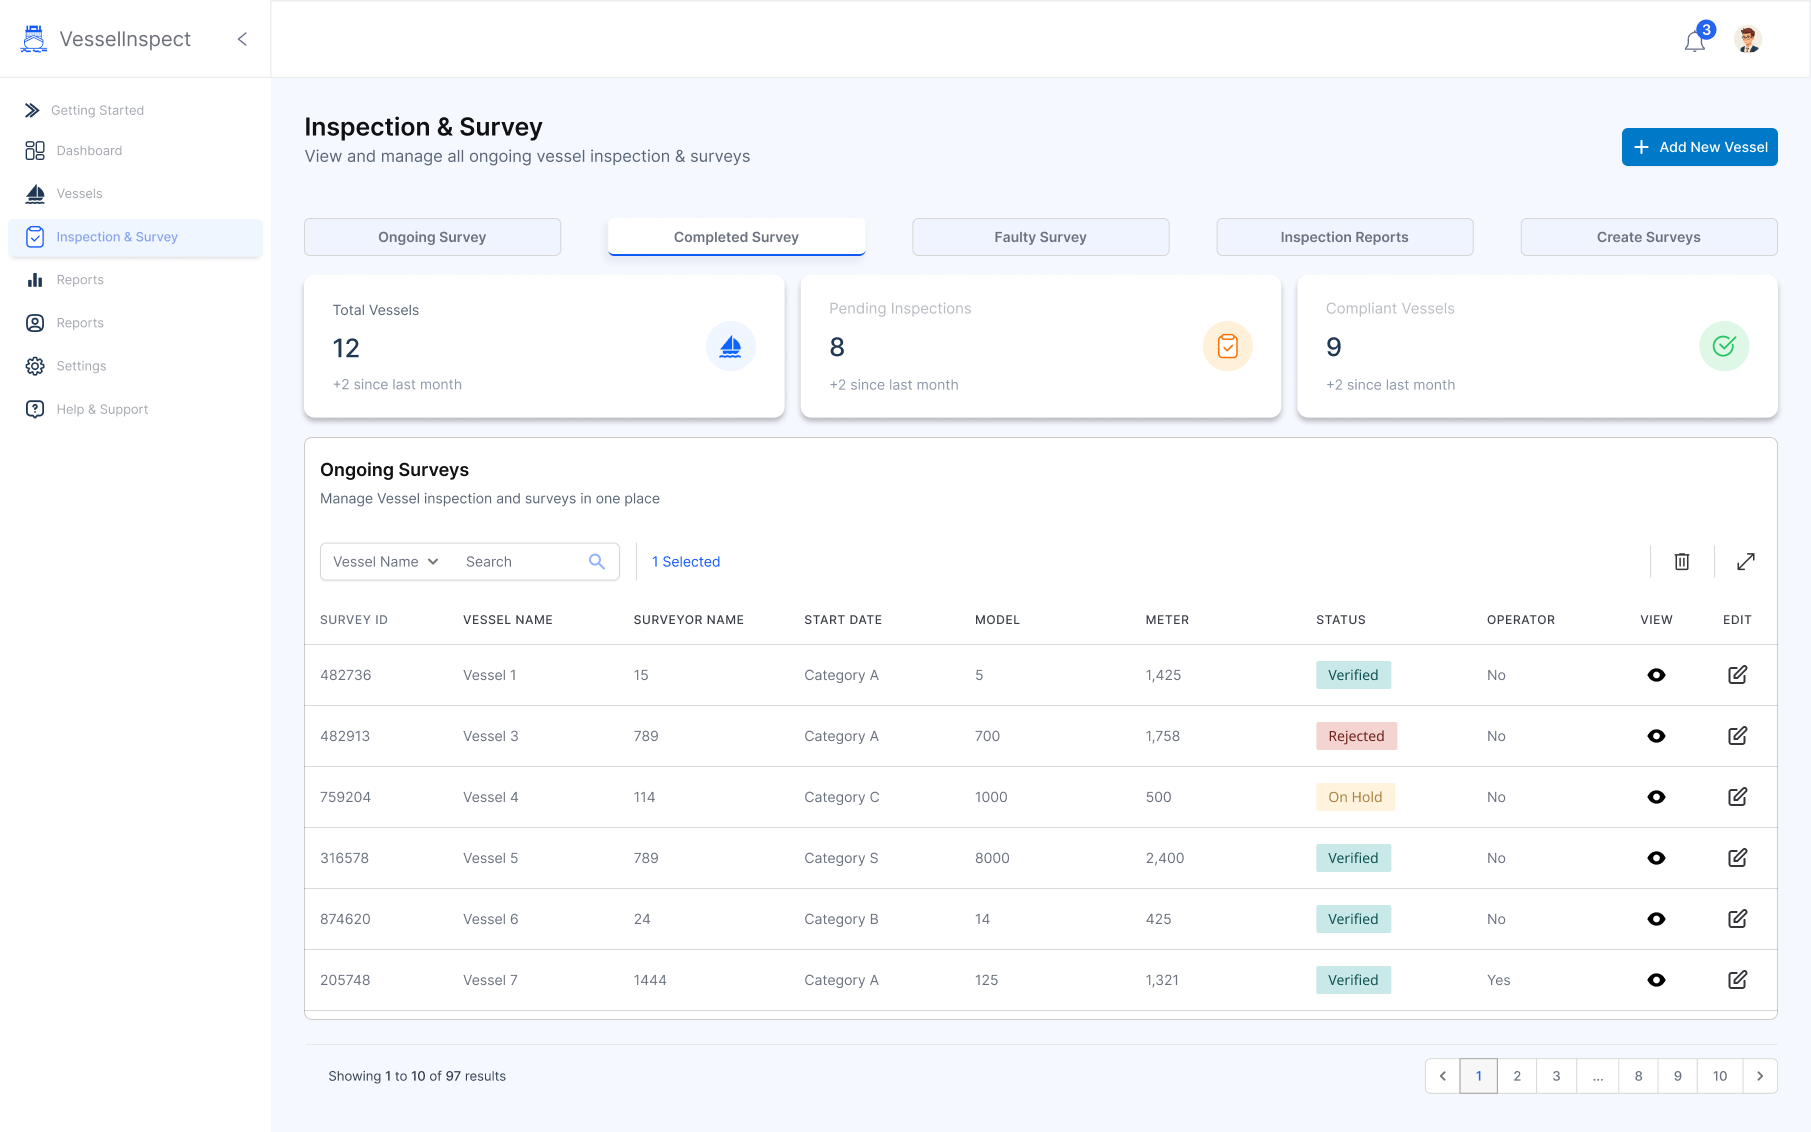 VesselInspect
3
Getting Started
Dashboard
Vessels
Inspection & Survey
Reports
Reports
Settings
Help & Support
Inspection & Survey
View and manage all ongoing vessel inspection & surveys
Add New Vessel
Ongoing Survey Completed Survey Faulty Survey Inspection Reports Create Surveys
Total Vessels
12
+2 since last month
Pending Inspections
8
+2 since last month
Compliant Vessels
9
+2 since last month
Ongoing Surveys
Manage Vessel inspection and surveys in one place
Vessel Name Search 1 Selected
SURVEY ID VESSEL NAME SURVEYOR NAME START DATE MODEL METER STATUS OPERATOR VIEW EDIT
482736 Vessel 1 15 Category A 5 1,425 Verified No
482913 Vessel 3 789 Category A 700 1,758 Rejected No
759204 Vessel 4 114 Category C 1000 500 On Hold No
316578 Vessel 5 789 Category S 8000 2,400 Verified No
874620 Vessel 6 24 Category B 14 425 Verified No
205748 Vessel 7 1444 Category A 125 1,321 Verified Yes
Showing 1 to 10 of 97 results
1 2 3 ... 8 9 10